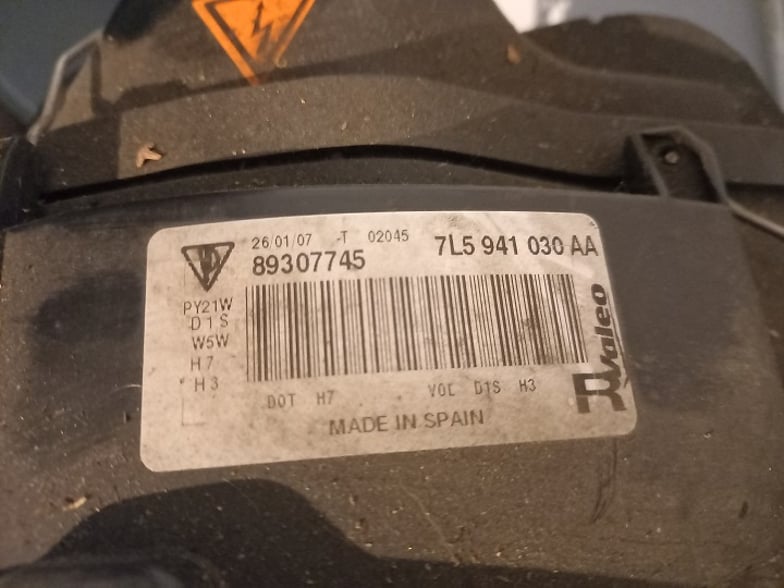 26/01/07 -T 02045
89307745 7L5 941 030 AA
PY21W
D1S
W5W
H7
H3
DOT H7 VOL D1S H3
MADE IN SPAIN
Valeo